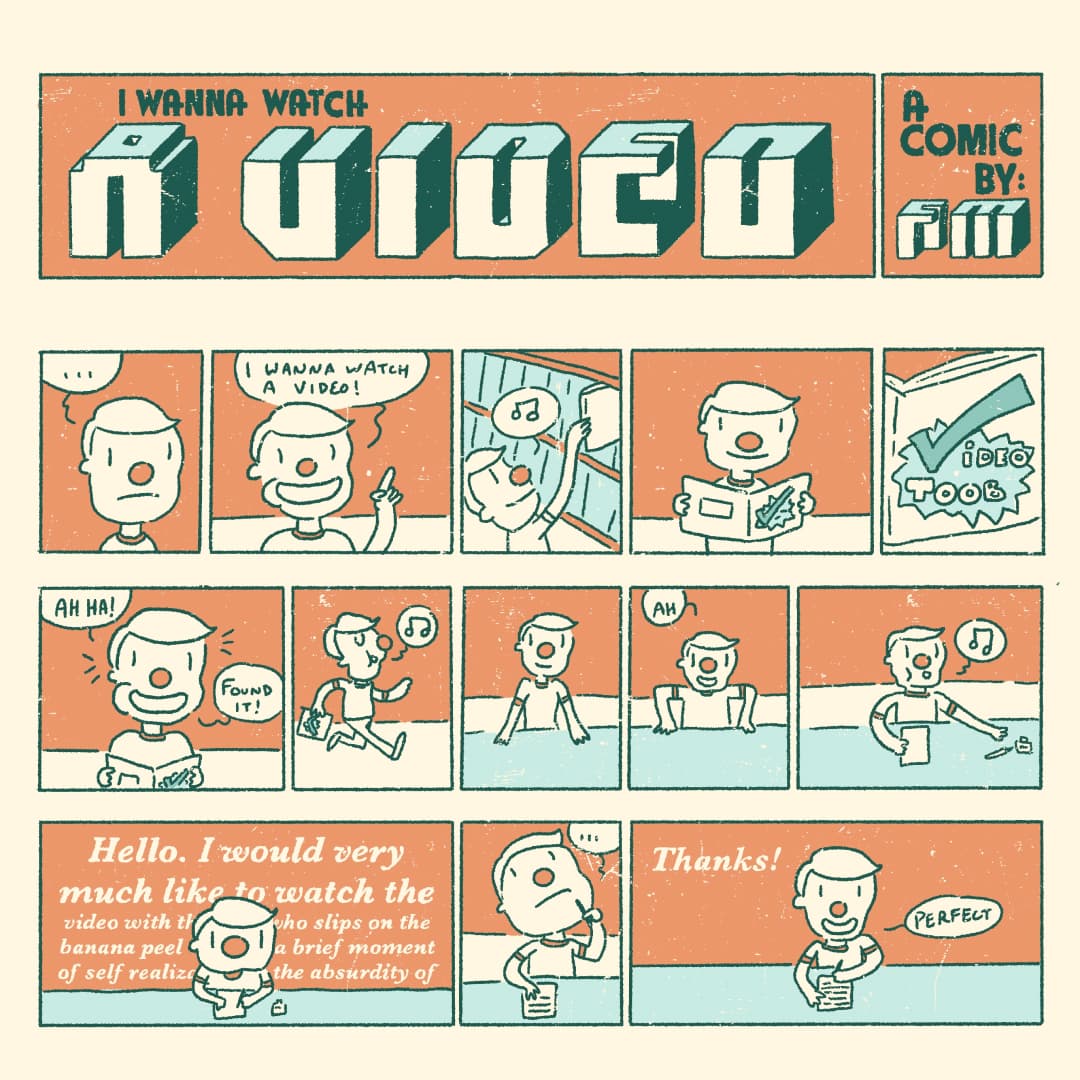 I WANNA WATCH
A VIDEO
A
COMIC
BY:
FM
...
I WANNA WATCH
A VIDEO!
iDEO
TOOB
AH HA!
FOUND
IT!
AH
Hello. I would very
much like to watch the
video with th who slips on the
banana peel a brief moment
of self realiza the absurdity of
...
Thanks!
PERFECT